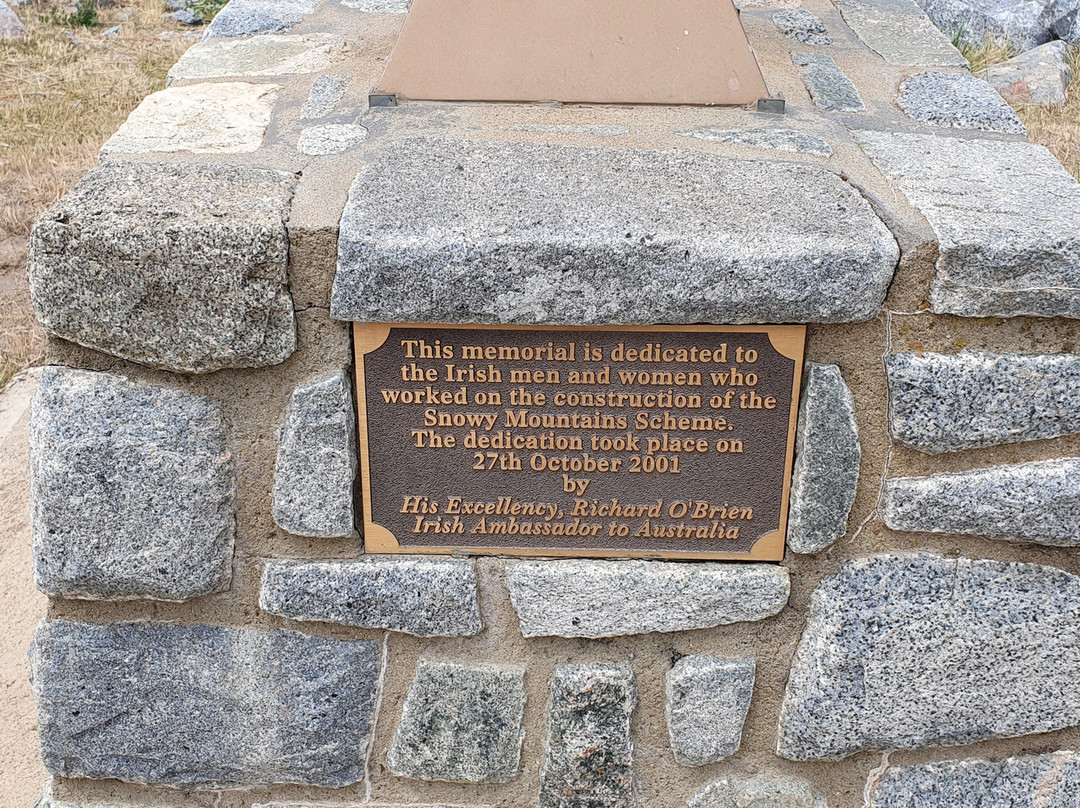 This memorial is dedicated to
the Irish men and women who
worked on the construction of the
Snowy Mountains Scheme.
The dedication took place on
27th October 2001
by
His Excellency, Richard O'Brien
Irish Ambassador to Australia